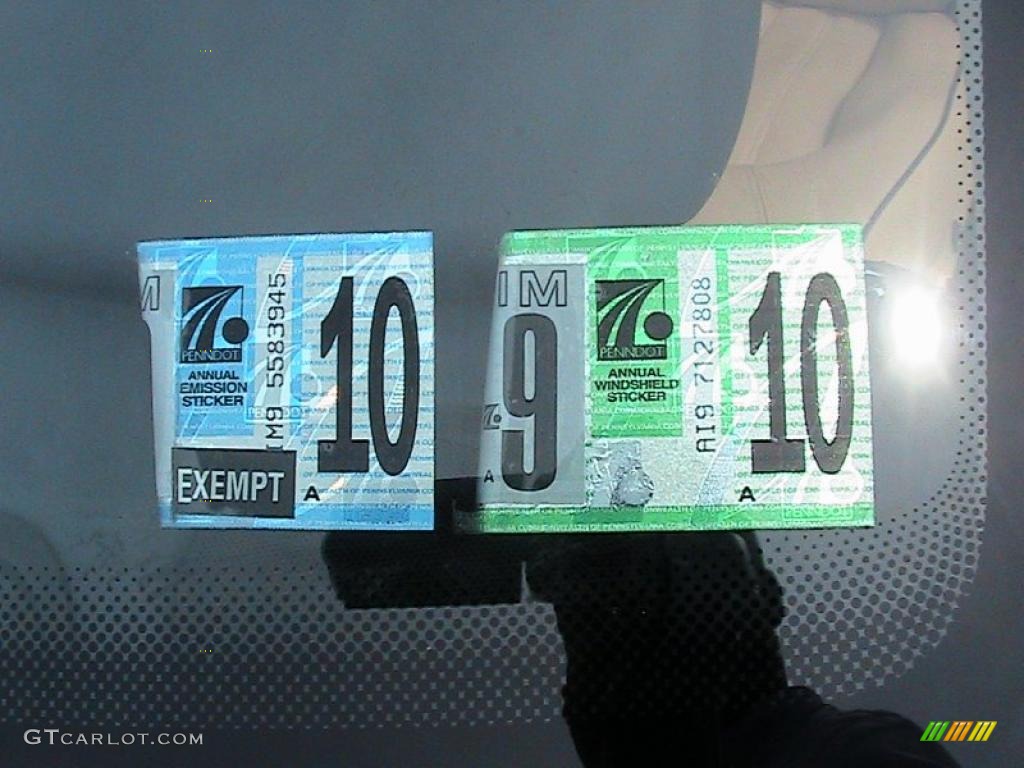 M
PENNDOT
ANNUAL
EMISSION
STICKER
IM9 5583945
10
EXEMPT
A
IM
9
A
PENNDOT
ANNUAL
WINDSHIELD
STICKER
AI9 7127808
10
A
PENNDOT
GTCARLOT.COM